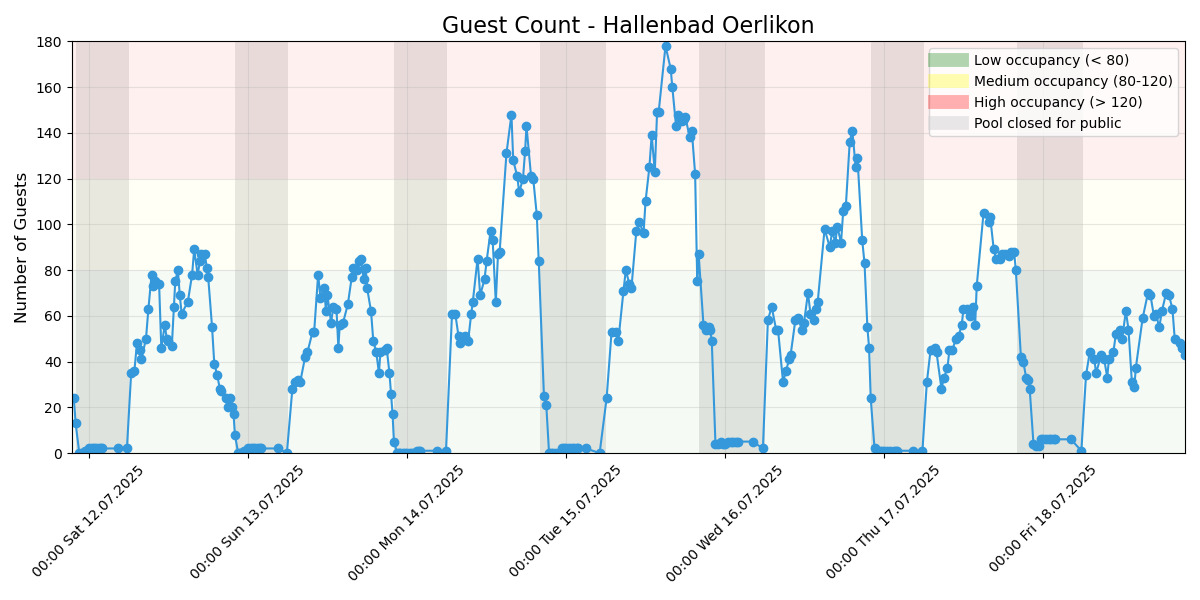 Guest Count - Hallenbad Oerlikon
Number of Guests
180
160
140
120
100
80
60
40
20
0
Low occupancy (< 80)
Medium occupancy (80-120)
High occupancy (> 120)
Pool closed for public
00:00 Sat 12.07.2025
00:00 Sun 13.07.2025
00:00 Mon 14.07.2025
00:00 Tue 15.07.2025
00:00 Wed 16.07.2025
00:00 Thu 17.07.2025
00:00 Fri 18.07.2025